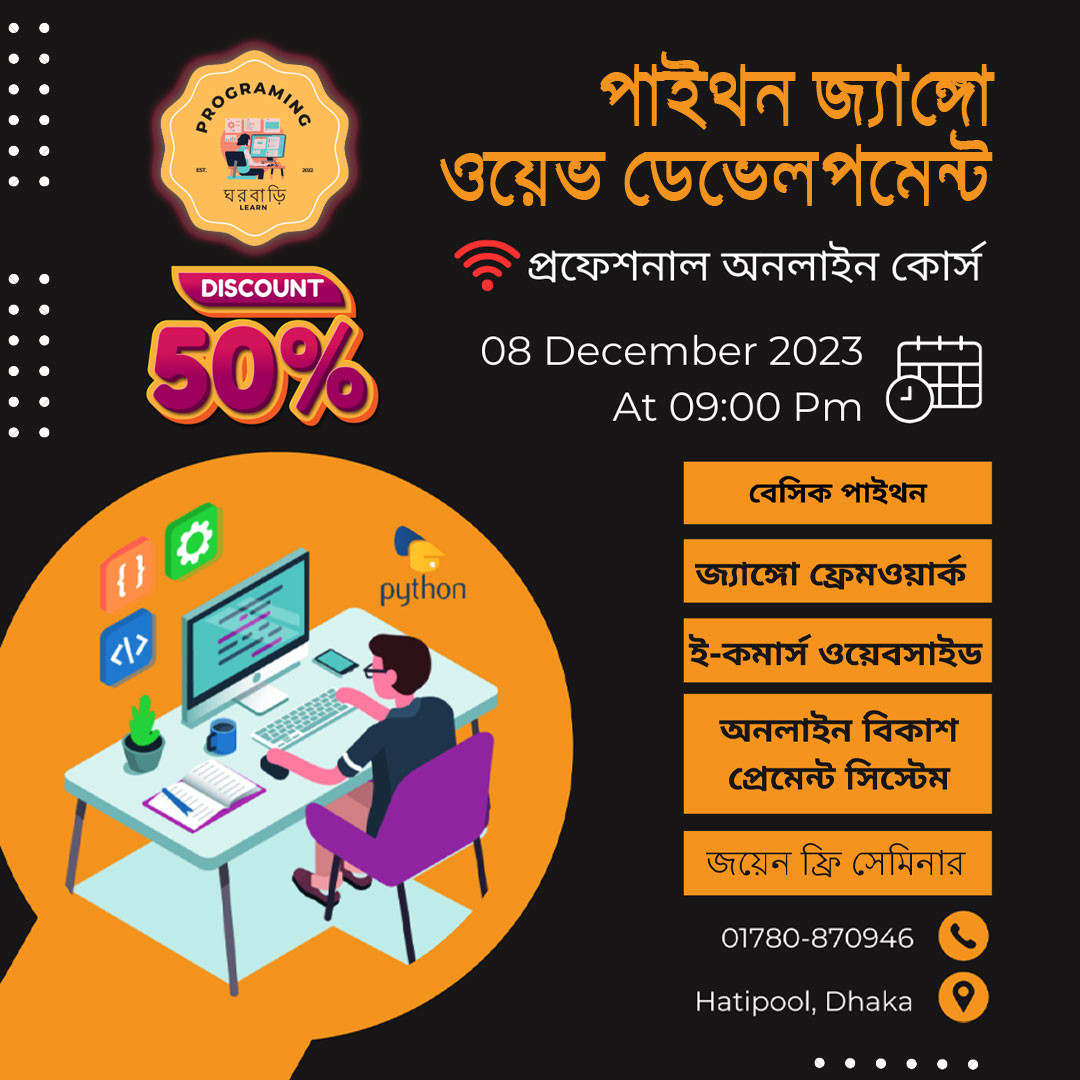 PROGRAMING
EST.
2022
ঘরবাড়ি
LEARN
পাইথন জ্যাঙ্গো
ওয়েভ ডেভেলপমেন্ট
প্রফেশনাল অনলাইন কোর্স
DISCOUNT
50%
08 December 2023
At 09:00 Pm
বেসিক পাইথন
জ্যাঙ্গো ফ্রেমওয়ার্ক
ই-কমার্স ওয়েবসাইড
অনলাইন বিকাশ
প্রেমেন্ট সিস্টেম
জয়েন ফ্রি সেমিনার
{ }
</>
python
01780-870946
Hatipool, Dhaka